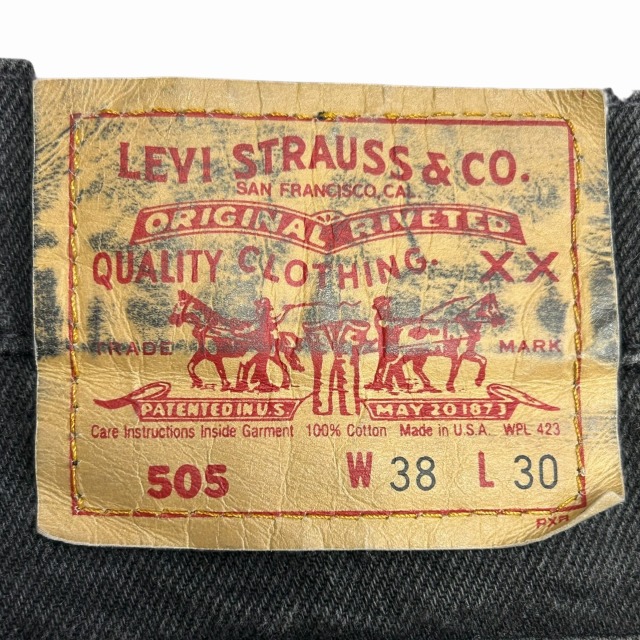 LEVI STRAUSS & CO.
SAN FRANCISCO CAL.
ORIGINAL RIVETED
QUALITY CLOTHING. XX
TRADE MARK
PATENTED IN U.S. MAY 20 1873
Care Instructions Inside Garment 100% Cotton Made in U.S.A. WPL 423
505 W 38 L 30